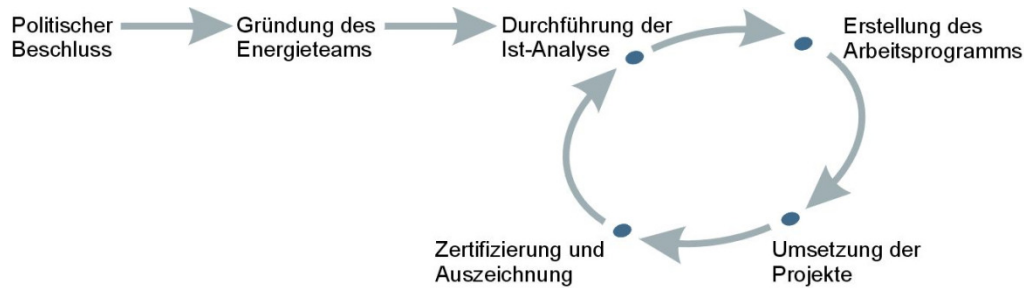 Politischer
Beschluss
Gründung des
Energieteams
Durchführung der
Ist-Analyse
Erstellung des
Arbeitsprogramms
Umsetzung der
Projekte
Zertifizierung und
Auszeichnung